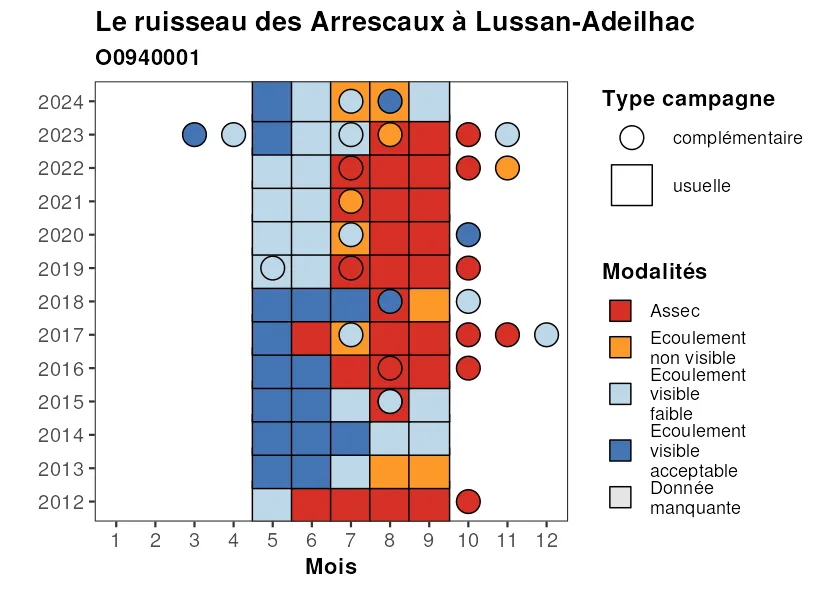 Le ruisseau des Arrescaux à Lussan-Adeilhac
O0940001
2024
2023
2022
2021
2020
2019
2018
2017
2016
2015
2014
2013
2012
1 2 3 4 5 6 7 8 9 10 11 12
Mois
Type campagne
complémentaire
usuelle
Modalités
Assec
Ecoulement
non visible
Ecoulement
visible
faible
Ecoulement
visible
acceptable
Donnée
manquante